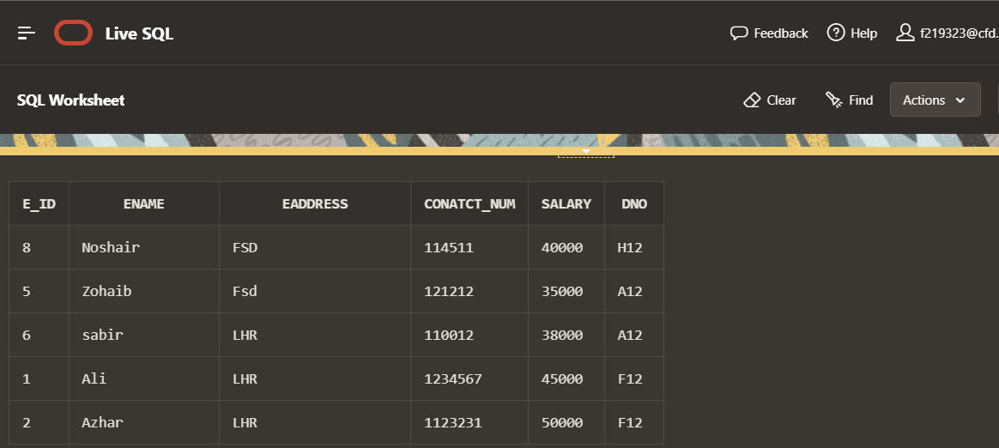 Live SQL Feedback Help f219323@cfd.
SQL Worksheet Clear Find Actions
E_ID ENAME EADDRESS CONATCT_NUM SALARY DNO
8 Noshair FSD 114511 40000 H12
5 Zohaib Fsd 121212 35000 A12
6 sabir LHR 110012 38000 A12
1 Ali LHR 1234567 45000 F12
2 Azhar LHR 1123231 50000 F12